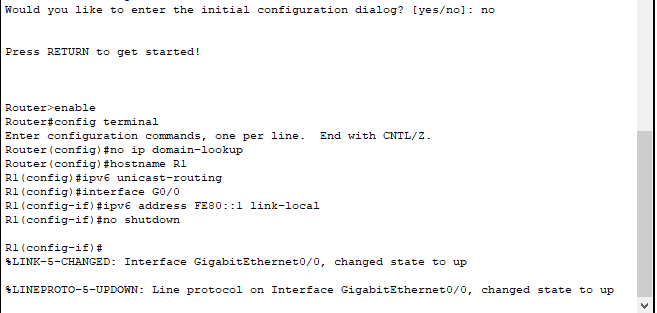 Would you like to enter the initial configuration dialog? [yes/no]: no
Press RETURN to get started!
Router>enable
Router#config terminal
Enter configuration commands, one per line.  End with CNTL/Z.
Router(config)#no ip domain-lookup
Router(config)#hostname R1
R1(config)#ipv6 unicast-routing
R1(config)#interface G0/0
R1(config-if)#ipv6 address FE80::1 link-local
R1(config-if)#no shutdown
R1(config-if)#
%LINK-5-CHANGED: Interface GigabitEthernet0/0, changed state to up
%LINEPROTO-5-UPDOWN: Line protocol on Interface GigabitEthernet0/0, changed state to up